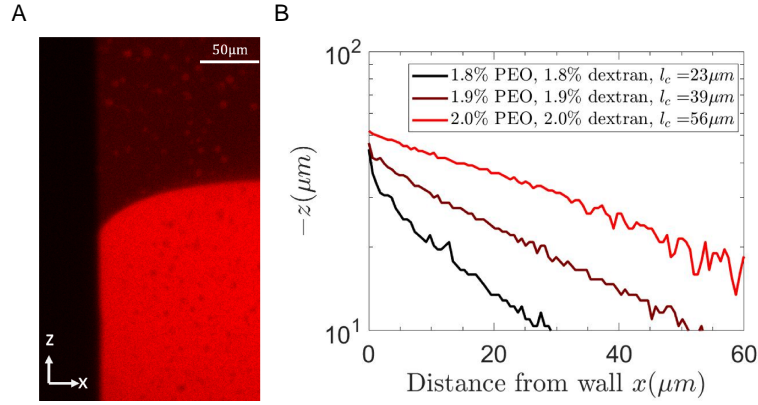 A
50μm
z
x
B
10²
10¹
−z(μm)
1.8% PEO, 1.8% dextran, l_c =23μm
1.9% PEO, 1.9% dextran, l_c =39μm
2.0% PEO, 2.0% dextran, l_c =56μm
0 20 40 60
Distance from wall x(μm)